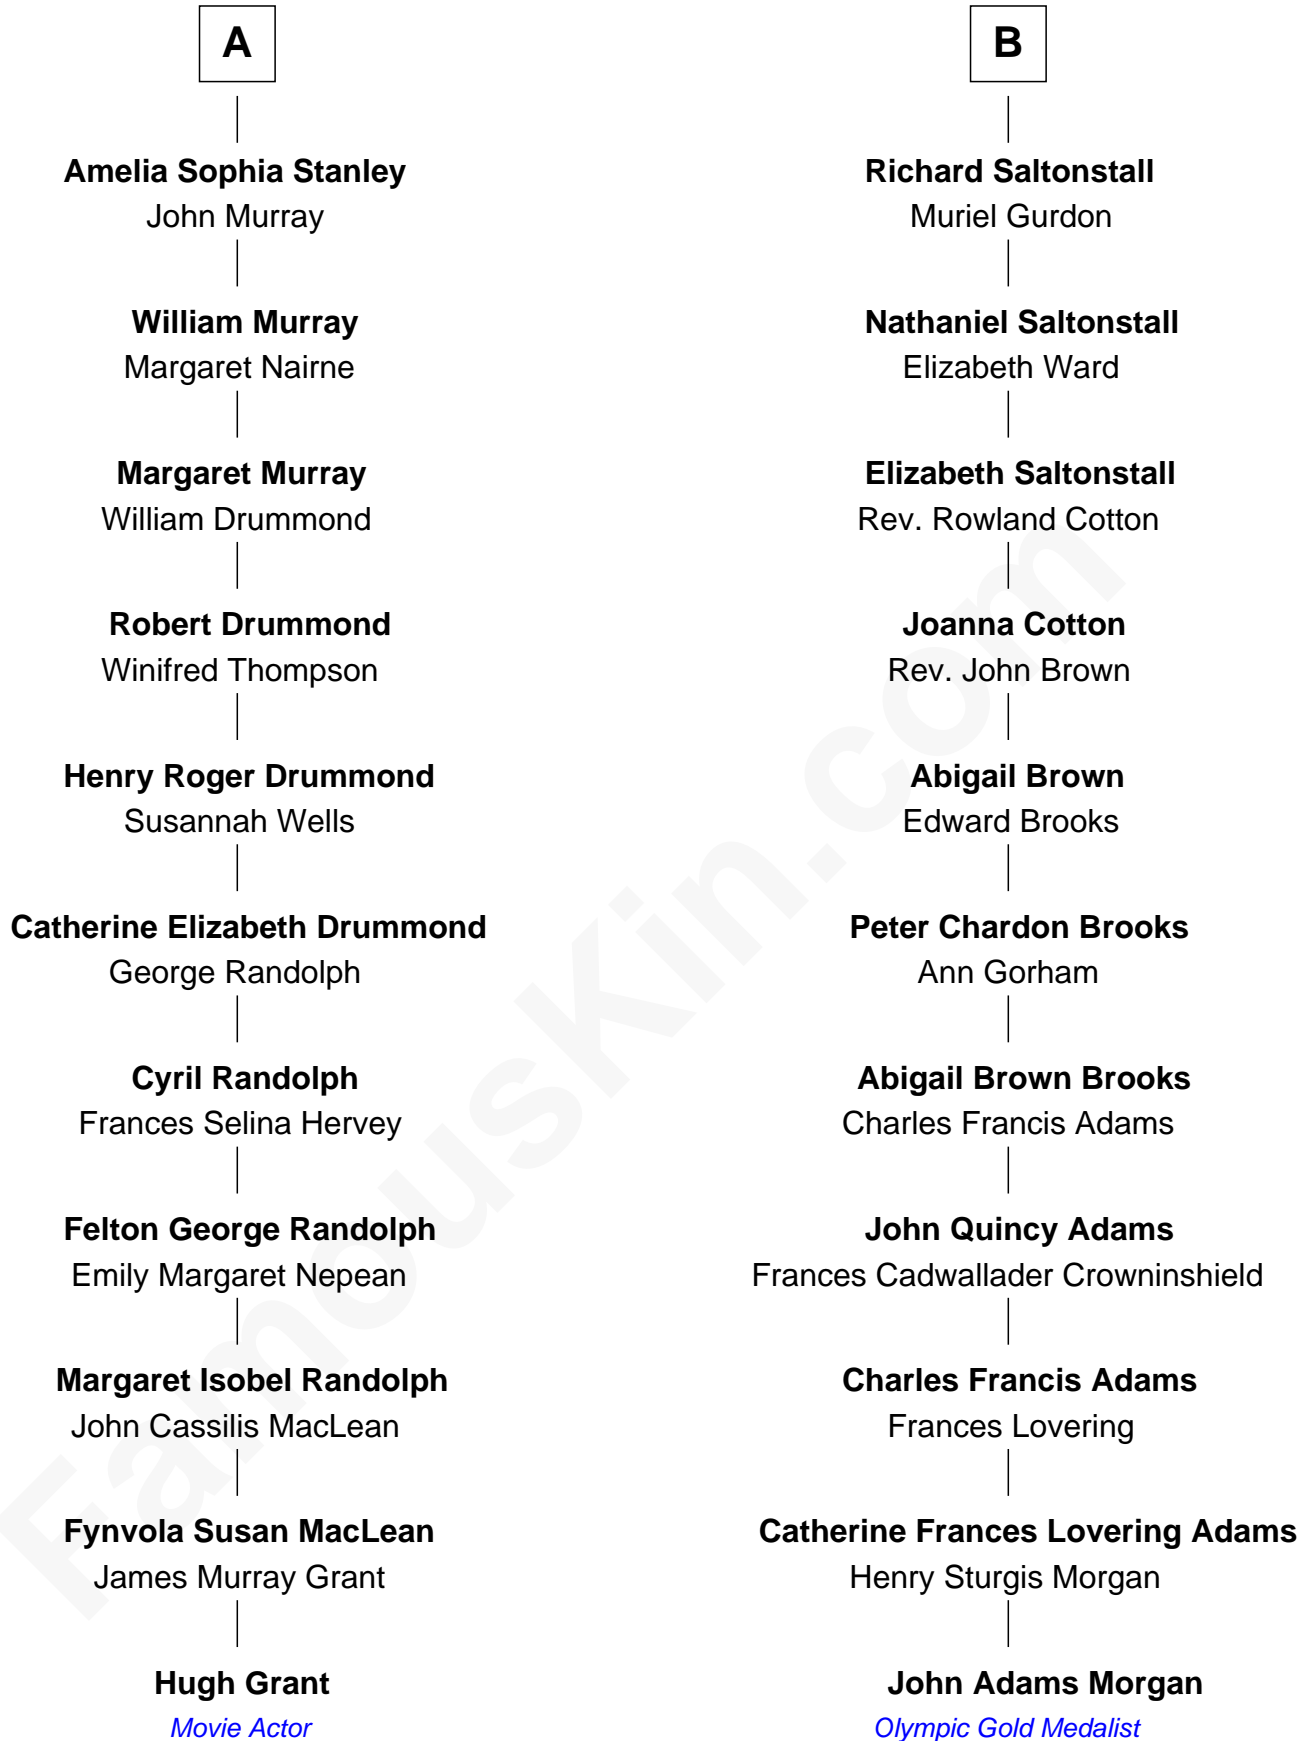 A
Amelia Sophia Stanley
John Murray
William Murray
Margaret Nairne
Margaret Murray
William Drummond
Robert Drummond
Winifred Thompson
Henry Roger Drummond
Susannah Wells
Catherine Elizabeth Drummond
George Randolph
Cyril Randolph
Frances Selina Hervey
Felton George Randolph
Emily Margaret Nepean
Margaret Isobel Randolph
John Cassilis MacLean
Fynvola Susan MacLean
James Murray Grant
Hugh Grant
Movie Actor
B
Richard Saltonstall
Muriel Gurdon
Nathaniel Saltonstall
Elizabeth Ward
Elizabeth Saltonstall
Rev. Rowland Cotton
Joanna Cotton
Rev. John Brown
Abigail Brown
Edward Brooks
Peter Chardon Brooks
Ann Gorham
Abigail Brown Brooks
Charles Francis Adams
John Quincy Adams
Frances Cadwallader Crowninshield
Charles Francis Adams
Frances Lovering
Catherine Frances Lovering Adams
Henry Sturgis Morgan
John Adams Morgan
Olympic Gold Medalist
FamousKin.com